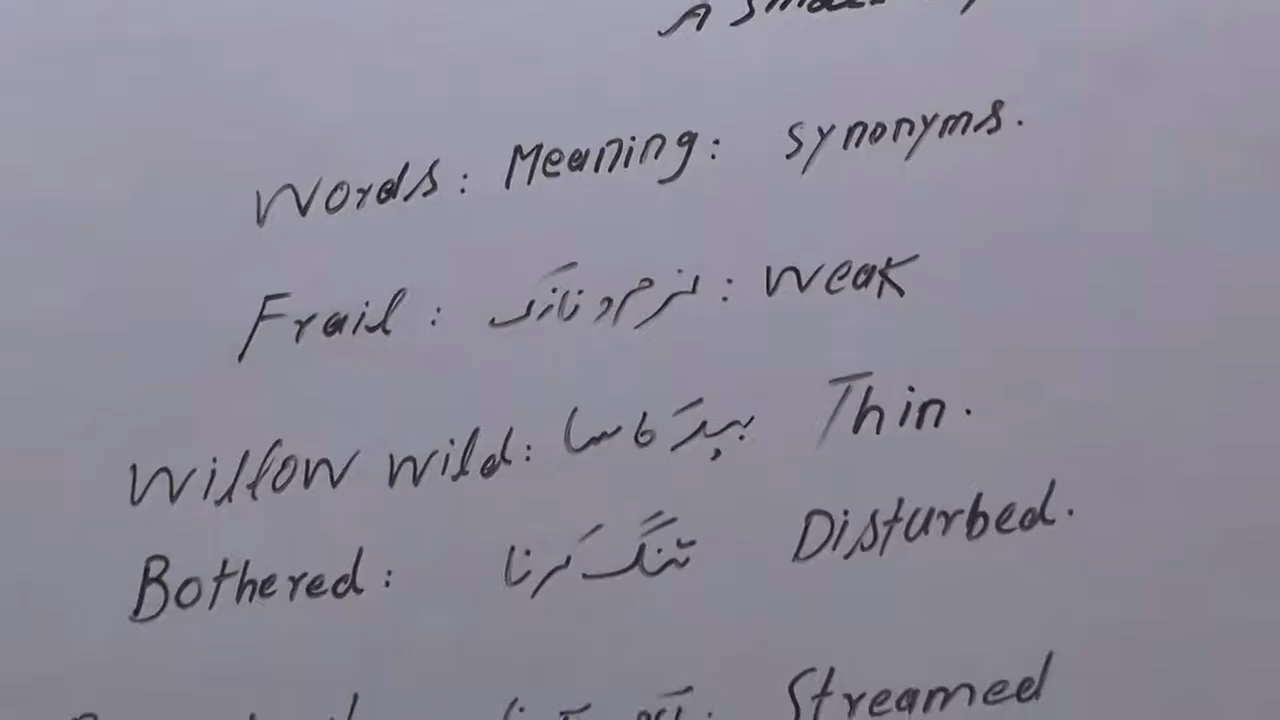 A
Words: Meaning: Synonyms.
Frail: نرم و نازک: Weak
Willow wild: بید کا سا Thin.
Bothered: تنگ کرنا Disturbed.
Streamed